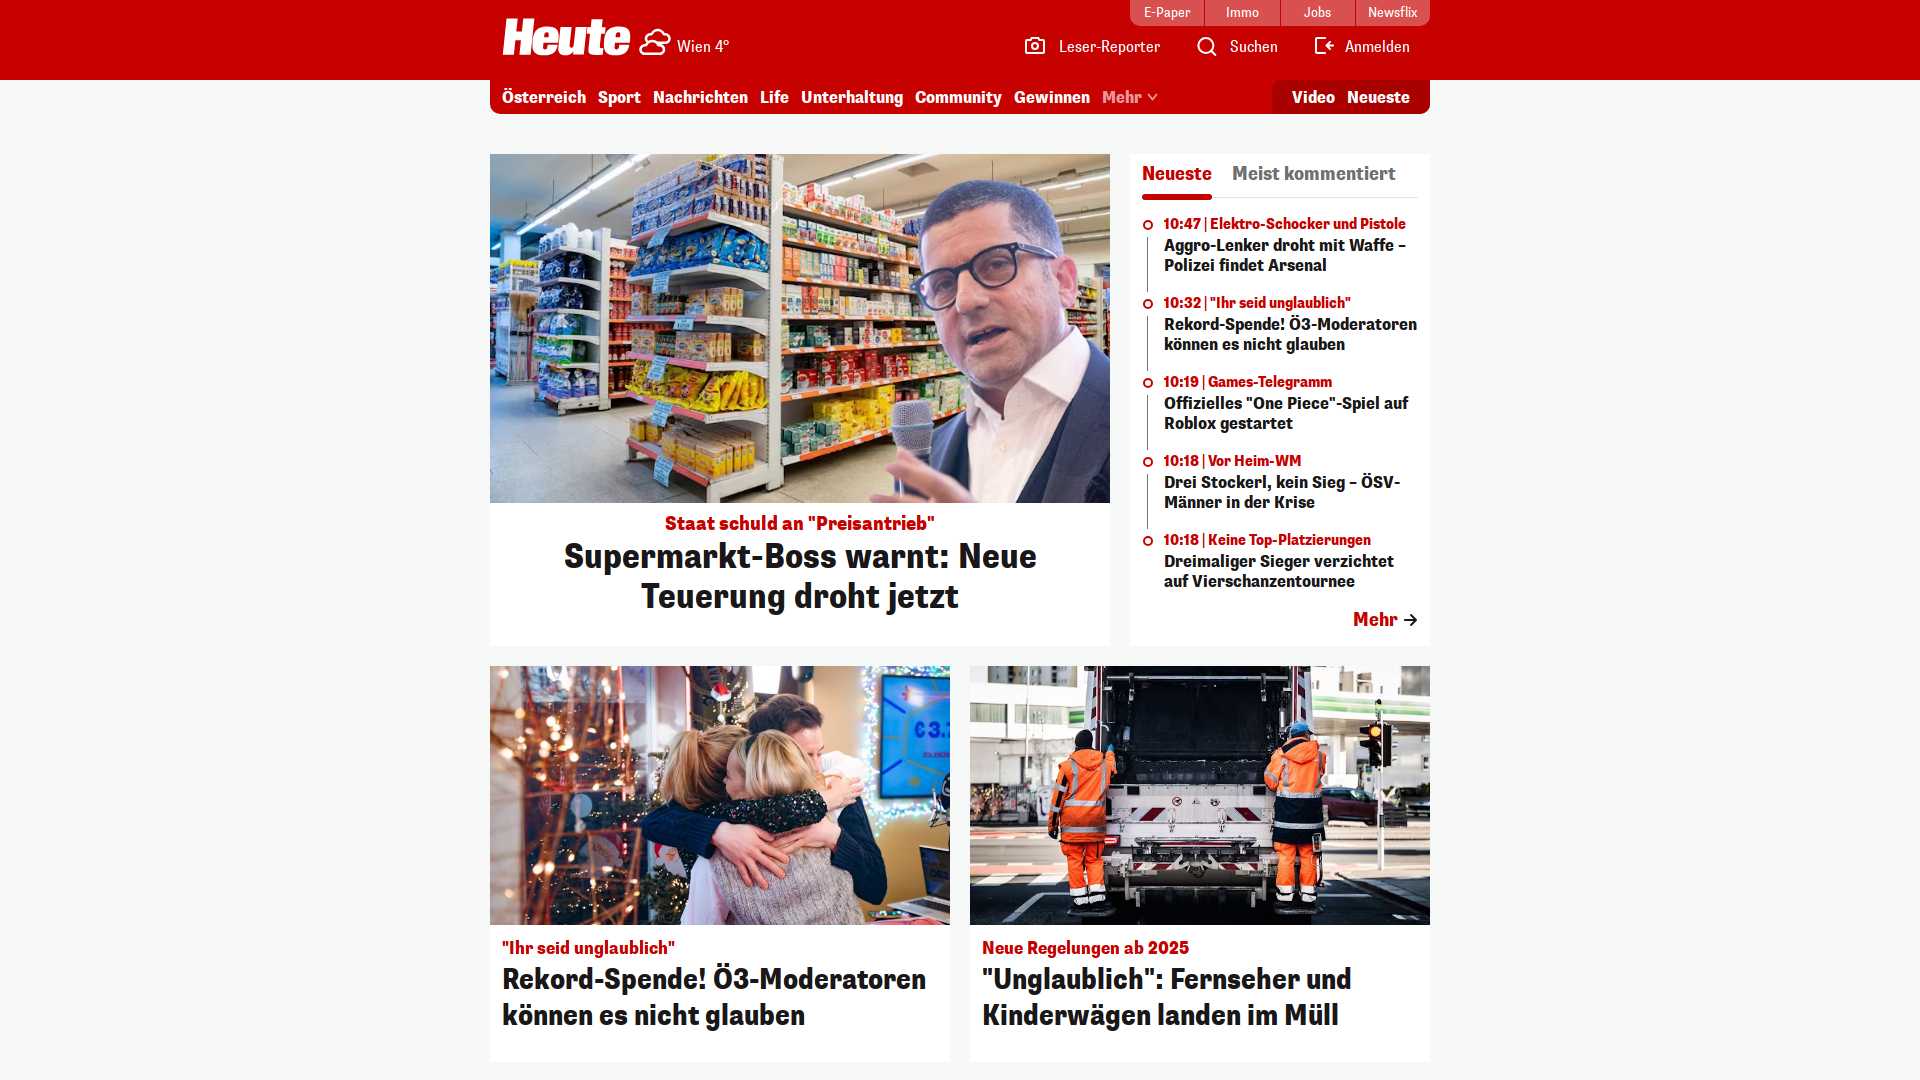 E-Paper
Immo
Jobs
Newsflix
Heute
Wien 4°
Leser-Reporter
Suchen
Anmelden
Österreich
Sport
Nachrichten
Life
Unterhaltung
Community
Gewinnen
Mehr
Video
Neueste
Staat schuld an "Preisantrieb"
Supermarkt-Boss warnt: Neue
Teuerung droht jetzt
Neueste
Meist kommentiert
10:47 | Elektro-Schocker und Pistole
Aggro-Lenker droht mit Waffe –
Polizei findet Arsenal
10:32 | "Ihr seid unglaublich"
Rekord-Spende! Ö3-Moderatoren
können es nicht glauben
10:19 | Games-Telegramm
Offizielles "One Piece"-Spiel auf
Roblox gestartet
10:18 | Vor Heim-WM
Drei Stockerl, kein Sieg – ÖSV-
Männer in der Krise
10:18 | Keine Top-Platzierungen
Dreimaliger Sieger verzichtet
auf Vierschanzentournee
Mehr
€ 3.
"Ihr seid unglaublich"
Rekord-Spende! Ö3-Moderatoren
können es nicht glauben
Neue Regelungen ab 2025
"Unglaublich": Fernseher und
Kinderwägen landen im Müll